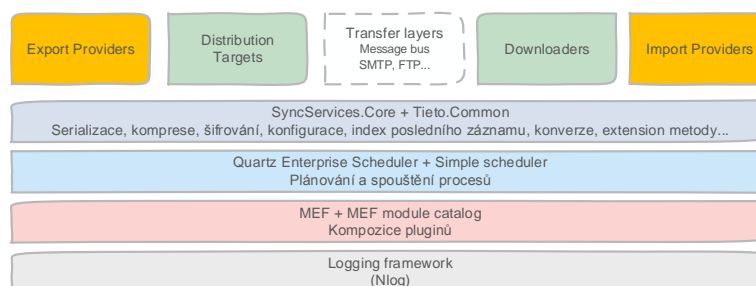 Export Providers
Distribution
Targets
Transfer layers
Message bus
SMTP, FTP...
Downloaders
Import Providers
SyncServices.Core + Tieto.Common
Serializace, komprese, šifrování, konfigurace, index posledního záznamu, konverze, extension metody...
Quartz Enterprise Scheduler + Simple scheduler
Plánování a spouštění procesů
MEF + MEF module catalog
Kompozice pluginů
Logging framework
(Nlog)